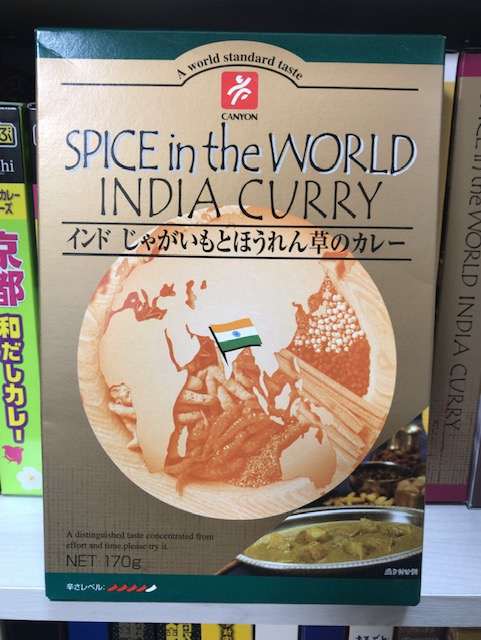 A world standard taste
CANYON
SPICE in the WORLD
INDIA CURRY
インド じゃがいもとほうれん草のカレー
A distinguished taste concentrated from
effort and time.please try it.
NET 170g
辛さレベル:
京都
和だしカレー
SPICE in the WORLD INDIA CURRY